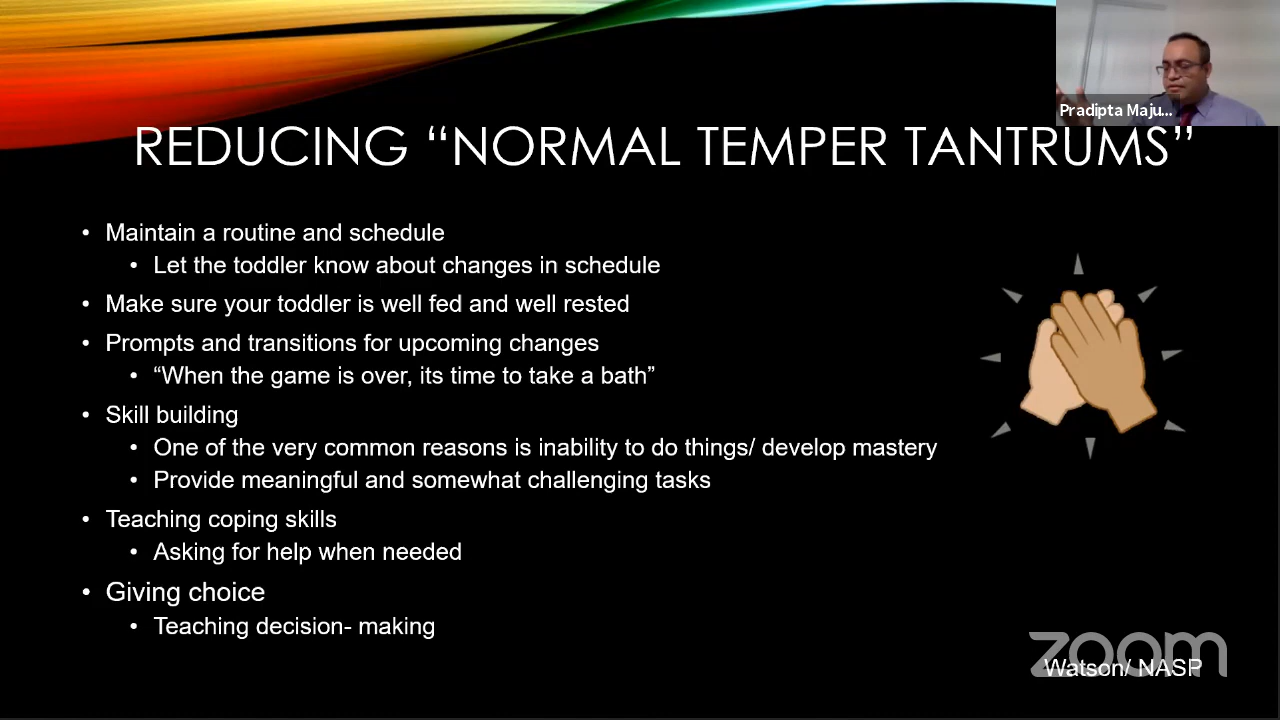 Pradipta Maju...
REDUCING “NORMAL TEMPER TANTRUMS”
• Maintain a routine and schedule
• Let the toddler know about changes in schedule
• Make sure your toddler is well fed and well rested
• Prompts and transitions for upcoming changes
• “When the game is over, its time to take a bath”
• Skill building
• One of the very common reasons is inability to do things/ develop mastery
• Provide meaningful and somewhat challenging tasks
• Teaching coping skills
• Asking for help when needed
• Giving choice
• Teaching decision- making
zoom
Watson/ NASP